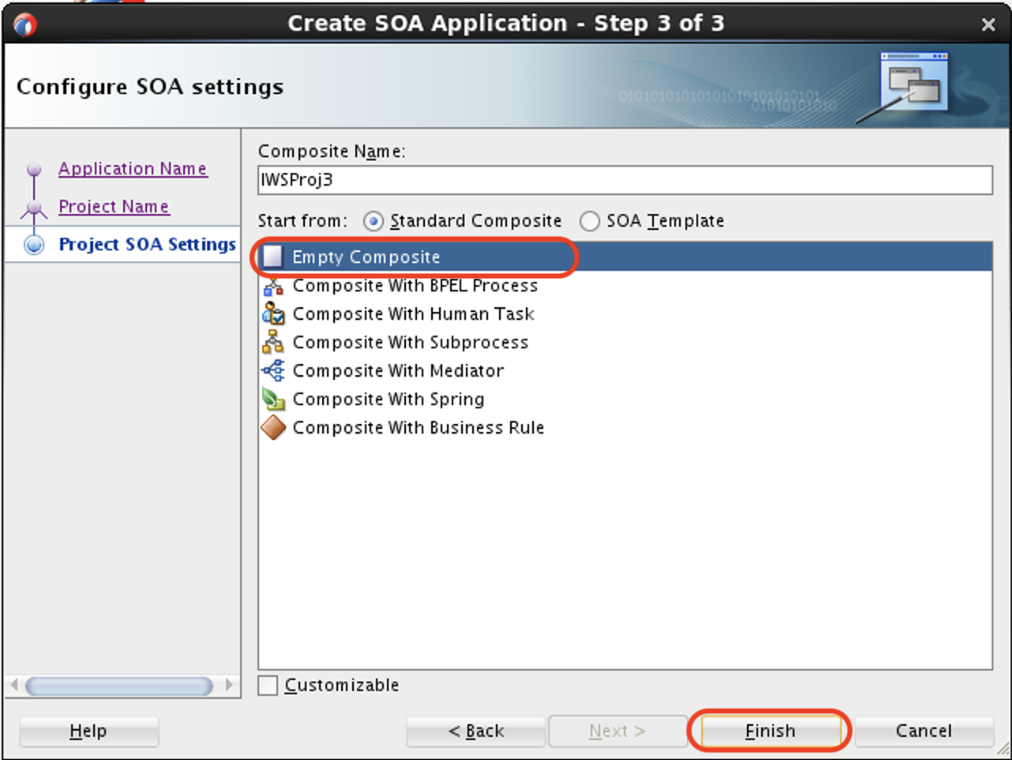 Create SOA Application - Step 3 of 3
Configure SOA settings
0101010101010101010101010101
01010101010
Application Name
Project Name
Project SOA Settings
Composite Name:
IWSProj3
Start from: Standard Composite SOA Template
Empty Composite
Composite With BPEL Process
Composite With Human Task
Composite With Subprocess
Composite With Mediator
Composite With Spring
Composite With Business Rule
Customizable
Help < Back Next > Finish Cancel